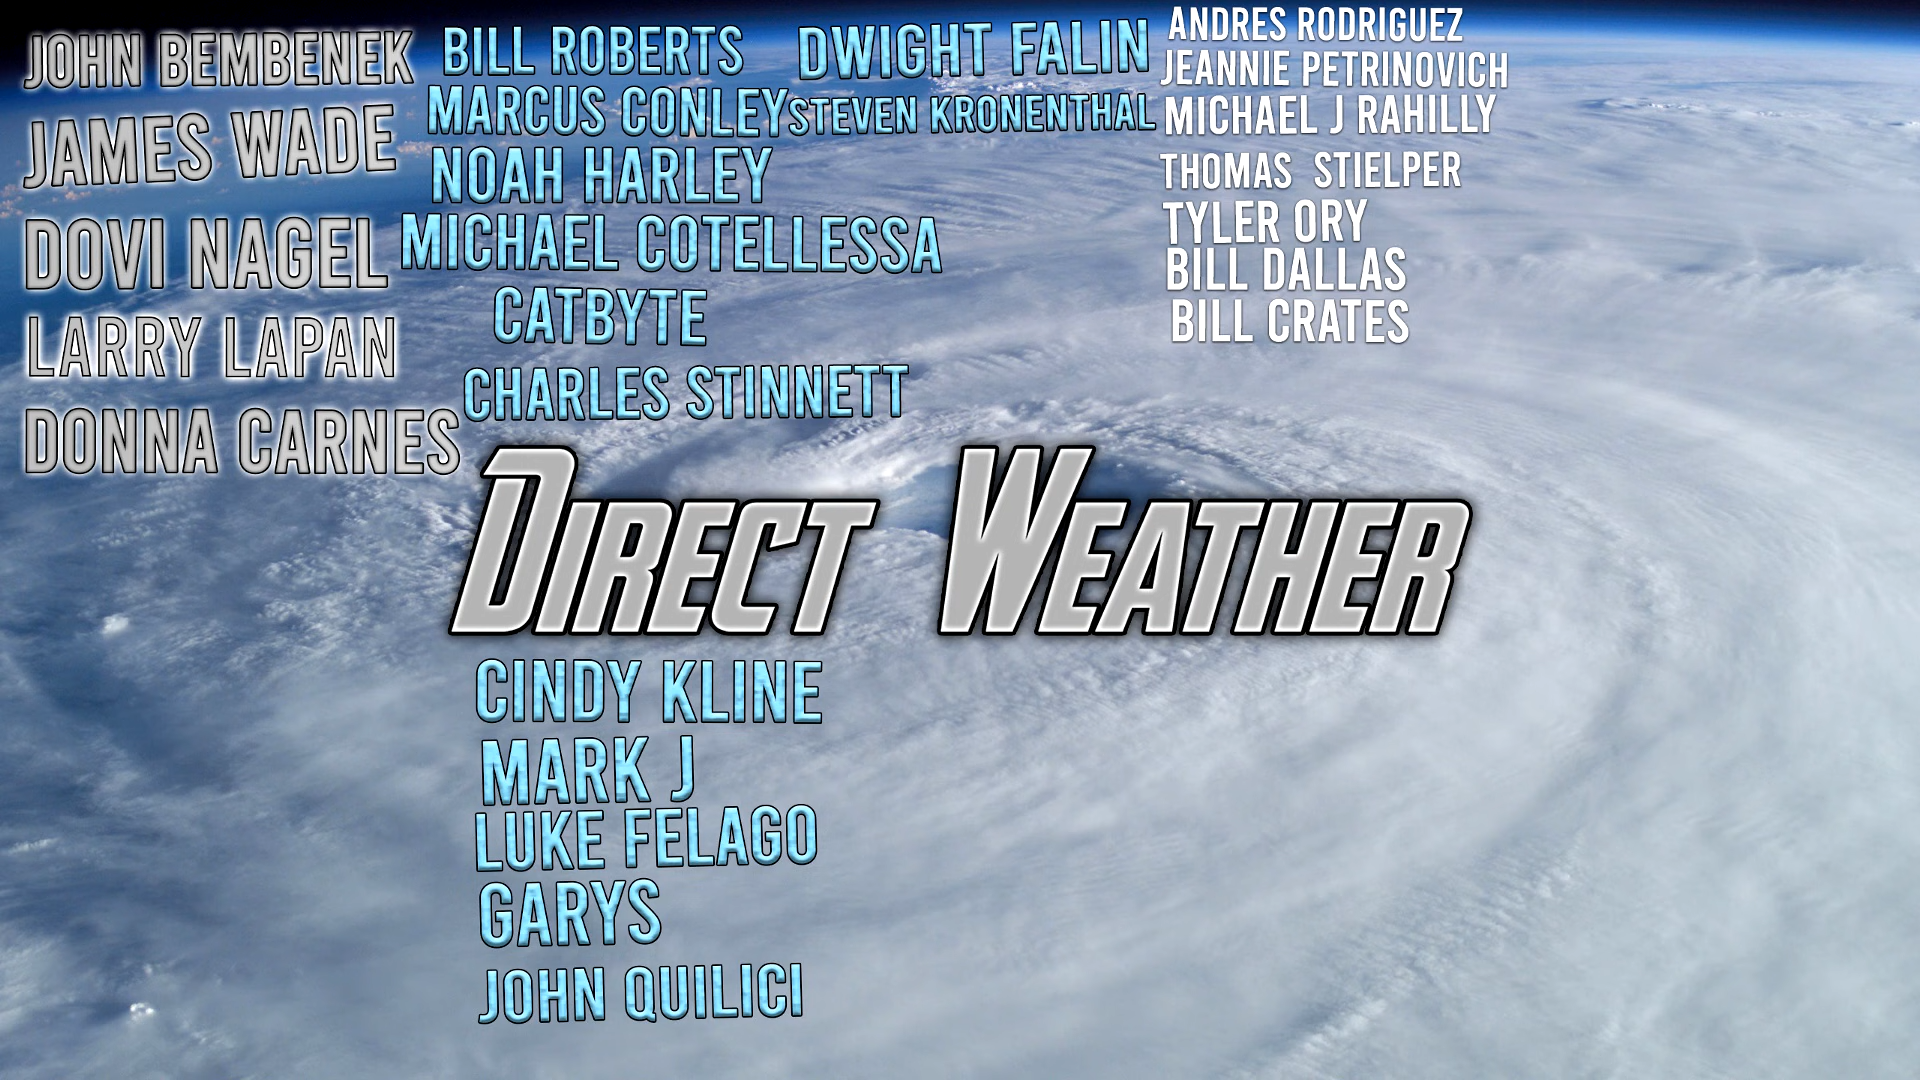 JOHN BEMBENEK
JAMES WADE
DOVI NAGEL
LARRY LAPAN
DONNA CARNES
BILL ROBERTS
MARCUS CONLEY
NOAH HARLEY
MICHAEL COTELLESSA
CATBYTE
CHARLES STINNETT
DWIGHT FALIN
STEVEN KRONENTHAL
ANDRES RODRIGUEZ
JEANNIE PETRINOVICH
MICHAEL J RAHILLY
THOMAS STIELPER
TYLER ORY
BILL DALLAS
BILL CRATES
DIRECT WEATHER
CINDY KLINE
MARK J
LUKE FELAGO
GARYS
JOHN QUILICI